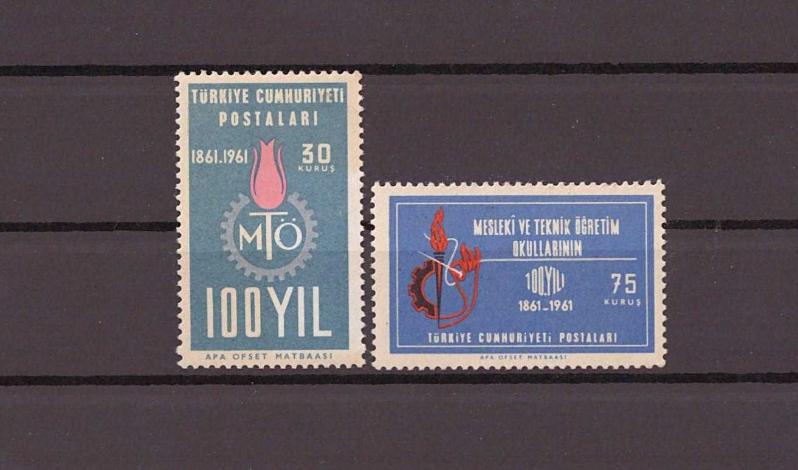 TÜRKİYE CUMHURİYETİ
POSTALARI
1861.1961
30
KURUŞ
MTÖ
100 YIL
APA OFSET MATBAASI
MESLEKİ VE TEKNİK ÖĞRETİM
OKULLARININ
100.YILI
75
KURUŞ
1861-1961
TÜRKİYE CUMHURİYETİ POSTALARI
APA OFSET MATBAASI